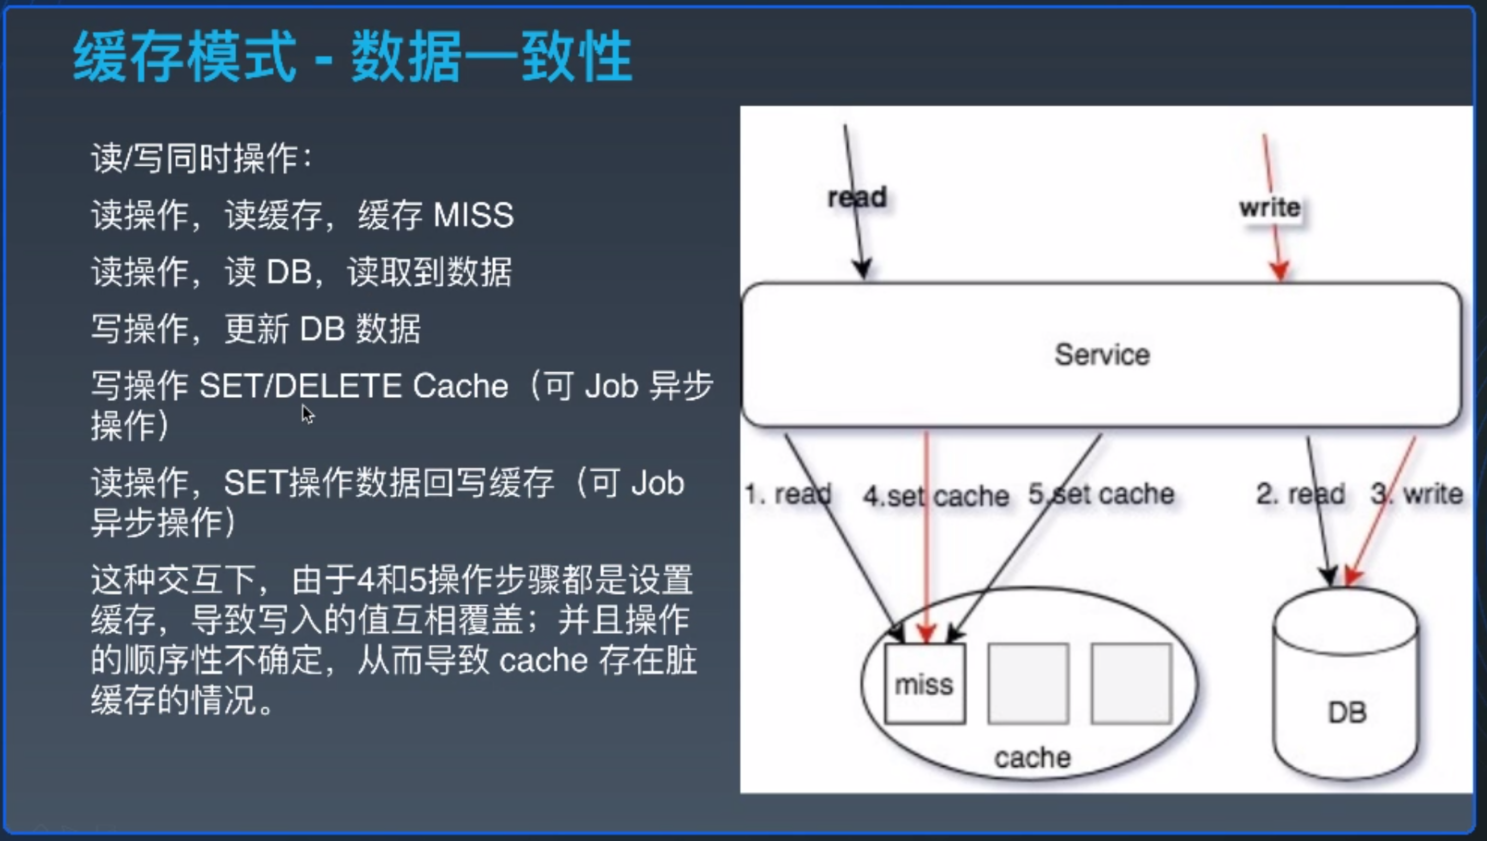 缓存模式 - 数据一致性
读/写同时操作：
读操作，读缓存，缓存 MISS
读操作，读 DB，读取到数据
写操作，更新 DB 数据
写操作 SET/DELETE Cache（可 Job 异步
操作）
读操作，SET操作数据回写缓存（可 Job
异步操作）
这种交互下，由于4和5操作步骤都是设置
缓存，导致写入的值互相覆盖；并且操作
的顺序性不确定，从而导致 cache 存在脏
缓存的情况。
read
write
Service
1. read
4.set cache
5.set cache
2. read
3. write
miss
cache
DB